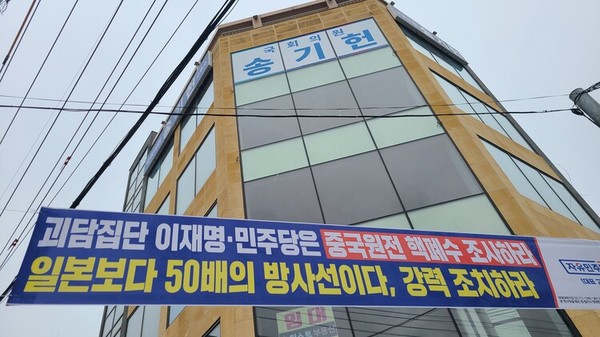 국회의원
송기헌
괴담집단 이재명·민주당은 중국원전 핵폐수 조사하라
일본보다 50배의 방사선이다, 강력 조치하라
자유민주
임대